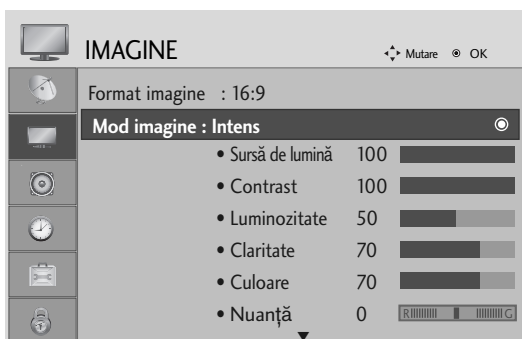 IMAGINE
Mutare OK
Format imagine : 16:9
Mod imagine : Intens
• Sursă de lumină 100
• Contrast 100
• Luminozitate 50
• Claritate 70
• Culoare 70
• Nuanță 0 R G